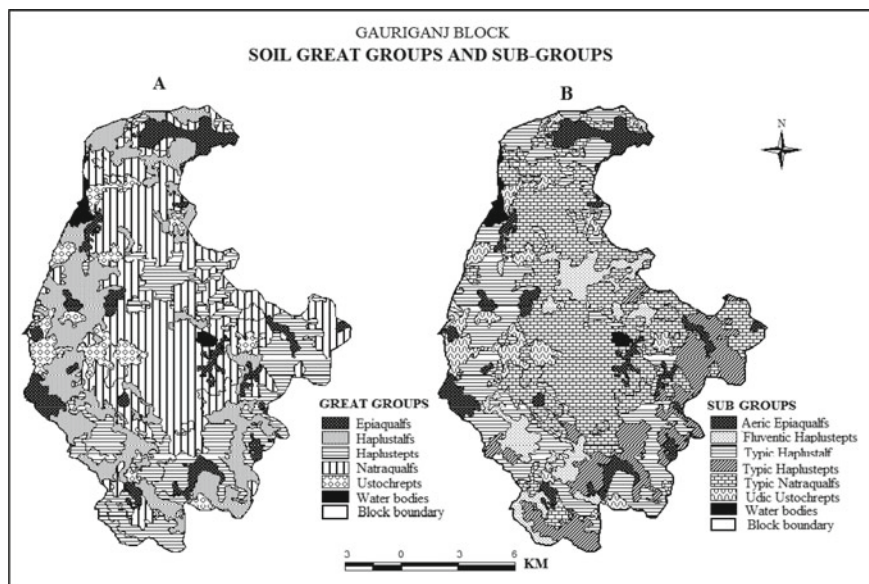 GAURIGANJ BLOCK
SOIL GREAT GROUPS AND SUB-GROUPS
A
B
N
GREAT GROUPS
Epiaqualfs
Haplustalfs
Haplustepts
Natraqualfs
Ustochrepts
Water bodies
Block boundary
SUB GROUPS
Aeric Epiaqualfs
Fluventic Haplustepts
Typic Haplustalf
Typic Haplustepts
Typic Natraqualfs
Udic Ustochrepts
Water bodies
Block boundary
3 0 3 6 KM